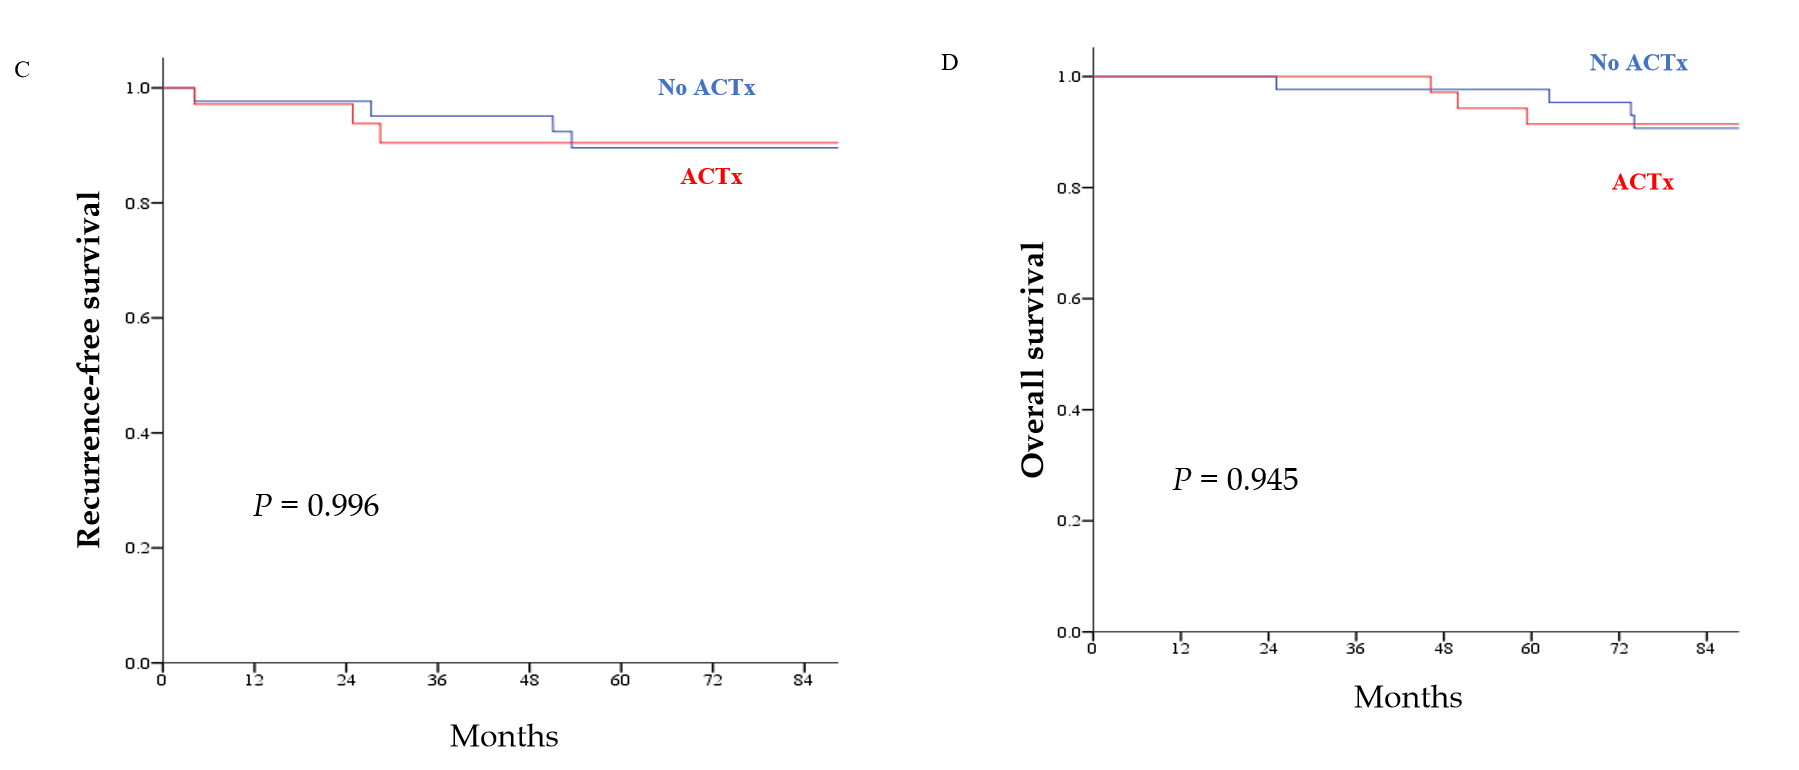 C
No ACTx
ACTx
Recurrence-free survival
1.0
0.8
0.6
0.4
0.2
0.0
P = 0.996
0 12 24 36 48 60 72 84
Months
D
No ACTx
ACTx
Overall survival
1.0
0.8
0.6
0.4
0.2
0.0
P = 0.945
0 12 24 36 48 60 72 84
Months